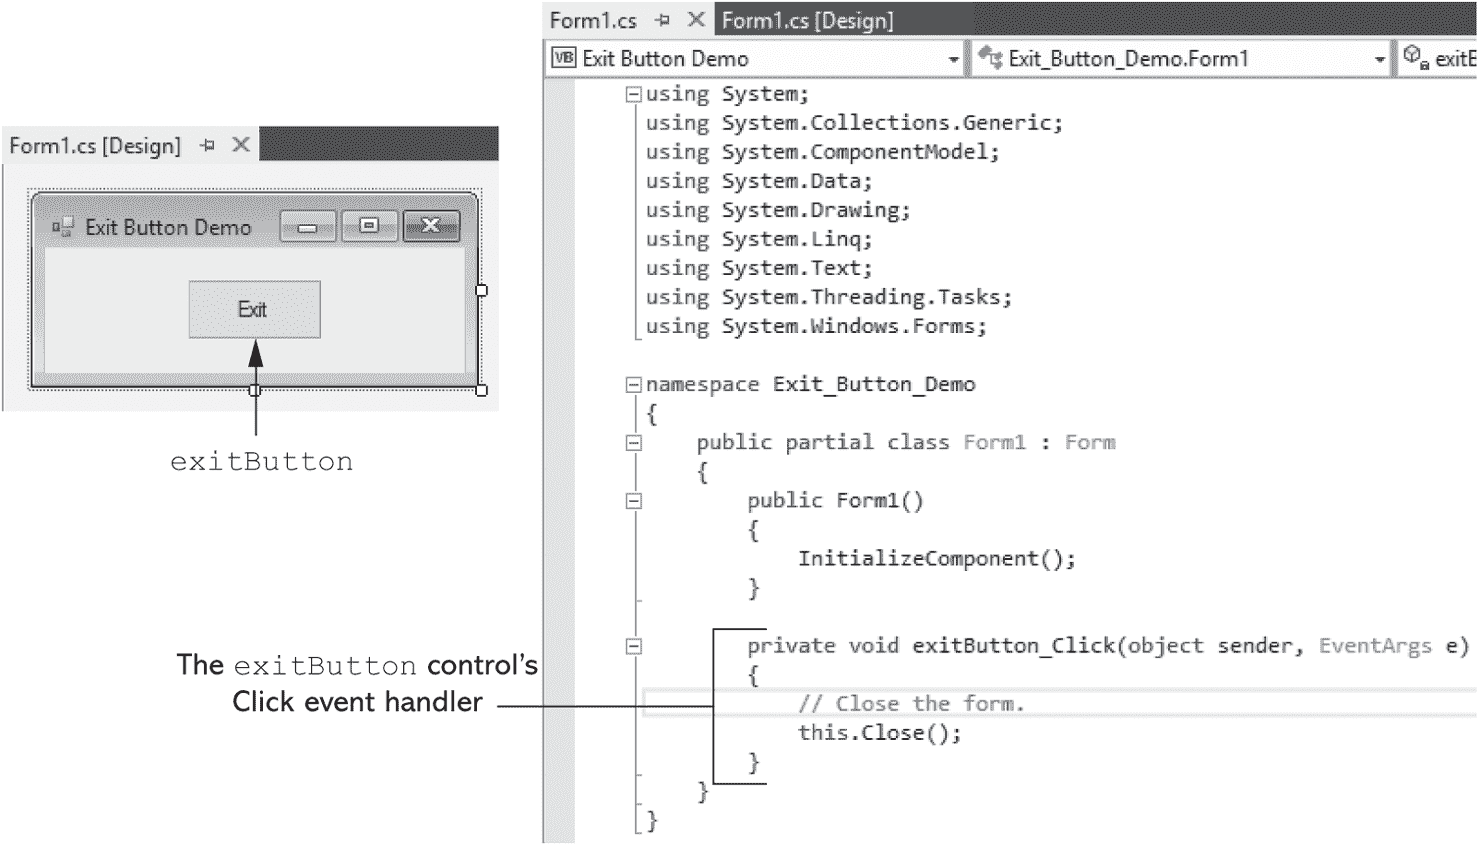 Form1.cs [Design]
Exit Button Demo
Exit
exitButton
The exitButton control's
Click event handler
Form1.cs Form1.cs [Design]
VB Exit Button Demo Exit_Button_Demo.Form1 exitB
using System;
using System.Collections.Generic;
using System.ComponentModel;
using System.Data;
using System.Drawing;
using System.Linq;
using System.Text;
using System.Threading.Tasks;
using System.Windows.Forms;
namespace Exit_Button_Demo
{
public partial class Form1 : Form
{
public Form1()
{
InitializeComponent();
}
private void exitButton_Click(object sender, EventArgs e)
{
// Close the form.
this.Close();
}
}
}